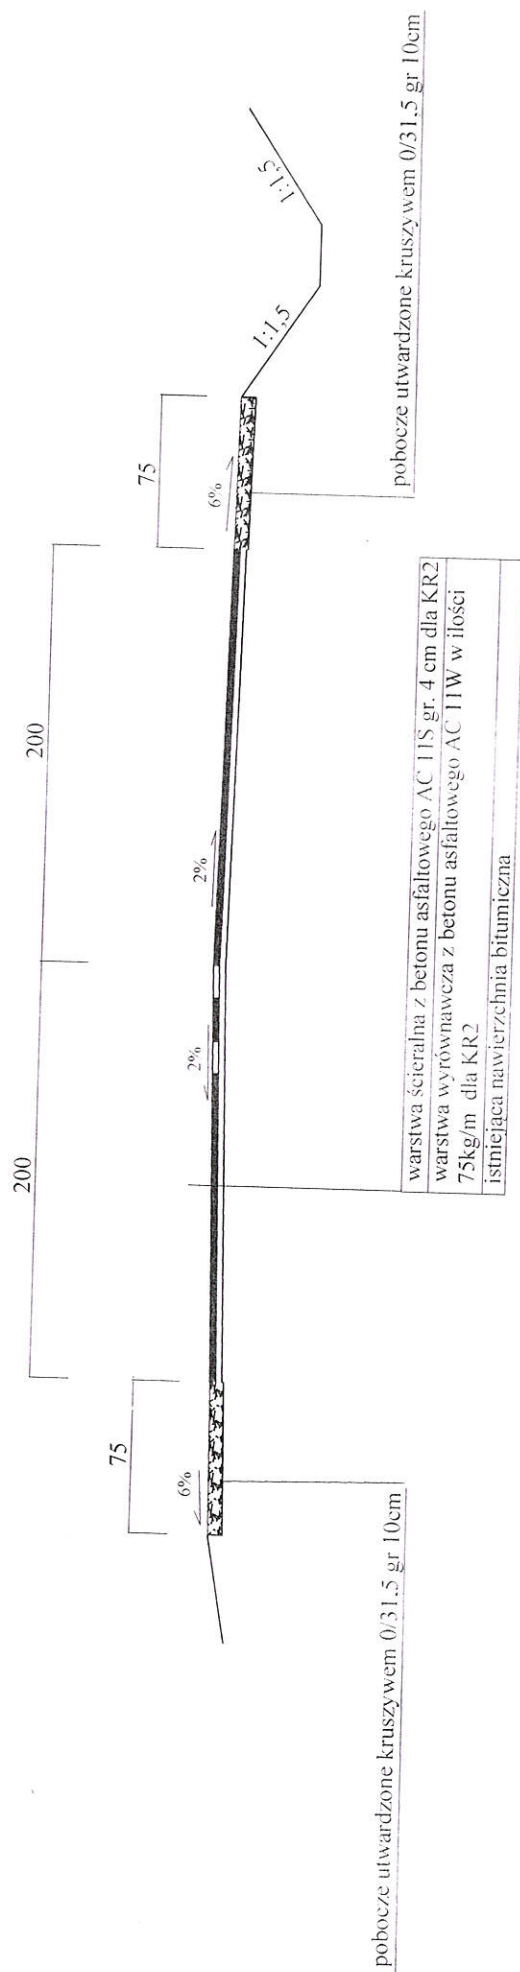 200
200
75
75
6%
2%
2%
6%
1:1,5
1:1,5
pobocze utwardzone kruszywem 0/31.5 gr 10cm
warstwa ścieralna z betonu asfaltowego AC 11S gr. 4 cm dla KR2
warstwa wyrównawcza z betonu asfaltowego AC 11W w ilości
75kg/m dla KR2
istniejąca nawierzchnia bitumiczna
pobocze utwardzone kruszywem 0/31.5 gr 10cm